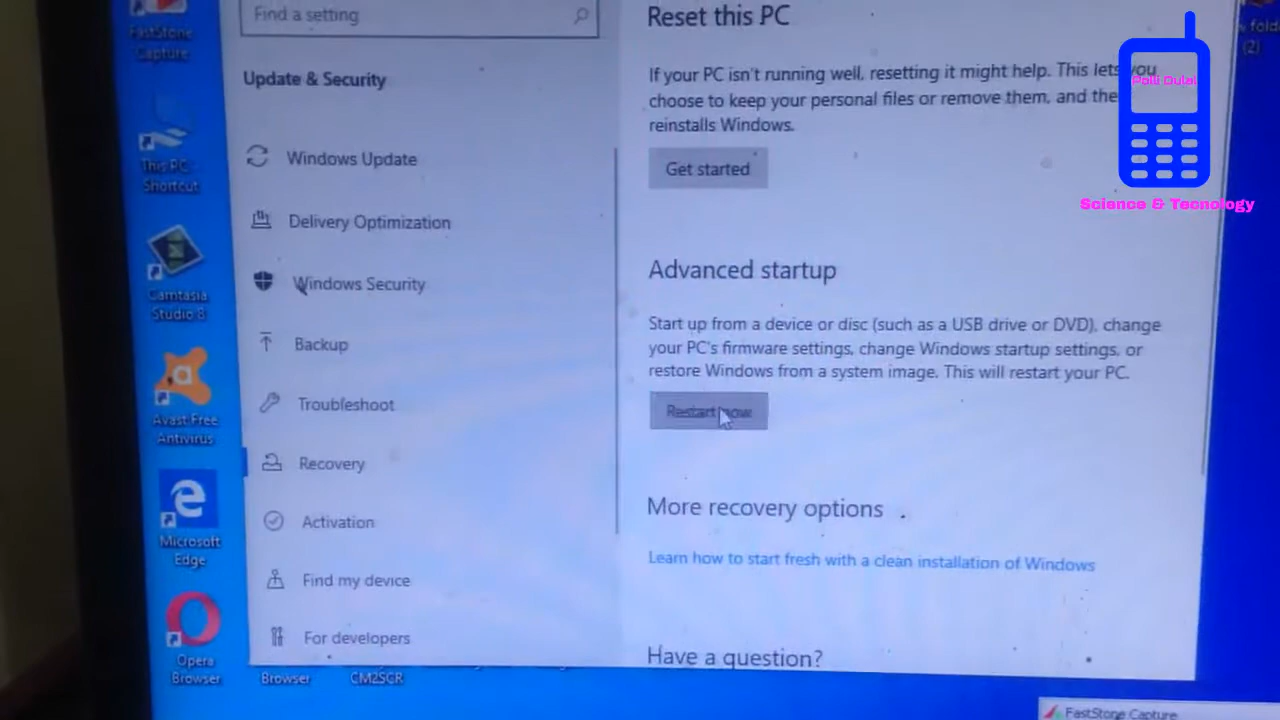 FastStone
Capture
This PC -
Shortcut
Camtasia
Studio 8
Avast Free
Antivirus
Microsoft
Edge
Opera
Browser
Browser
CM2SCR
Find a setting
Update & Security
Windows Update
Delivery Optimization
Windows Security
Backup
Troubleshoot
Recovery
Activation
Find my device
For developers
Reset this PC
If your PC isn't running well, resetting it might help. This lets you
choose to keep your personal files or remove them, and the
reinstalls Windows.
Get started
Advanced startup
Start up from a device or disc (such as a USB drive or DVD), change
your PC's firmware settings, change Windows startup settings, or
restore Windows from a system image. This will restart your PC.
Restart now
More recovery options
Learn how to start fresh with a clean installation of Windows
Have a question?
(2)
Polli Dulal
Science & Tecnology
FastStone Capture